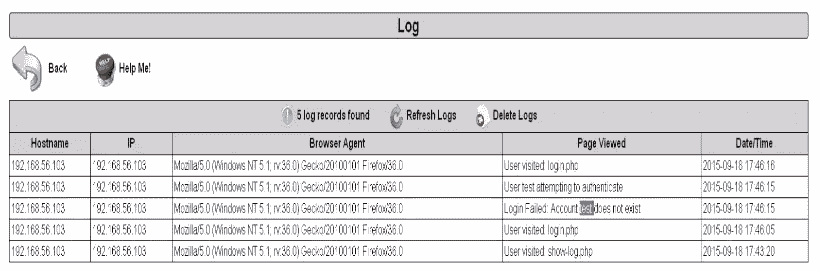 Log
Back Help Me!
5 log records found Refresh Logs Delete Logs
Hostname IP Browser Agent Page Viewed Date/Time
192.168.56.103 192.168.56.103 Mozilla/5.0 (Windows NT 5.1; rv:36.0) Gecko/20100101 Firefox/36.0 User visited: login.php 2015-09-18 17:46:16
192.168.56.103 192.168.56.103 Mozilla/5.0 (Windows NT 5.1; rv:36.0) Gecko/20100101 Firefox/36.0 User test attempting to authenticate 2015-09-18 17:46:15
192.168.56.103 192.168.56.103 Mozilla/5.0 (Windows NT 5.1; rv:36.0) Gecko/20100101 Firefox/36.0 Login Failed: Account test does not exist 2015-09-18 17:46:15
192.168.56.103 192.168.56.103 Mozilla/5.0 (Windows NT 5.1; rv:36.0) Gecko/20100101 Firefox/36.0 User visited: login.php 2015-09-18 17:46:05
192.168.56.103 192.168.56.103 Mozilla/5.0 (Windows NT 5.1; rv:36.0) Gecko/20100101 Firefox/36.0 User visited: show-log.php 2015-09-18 17:43:20